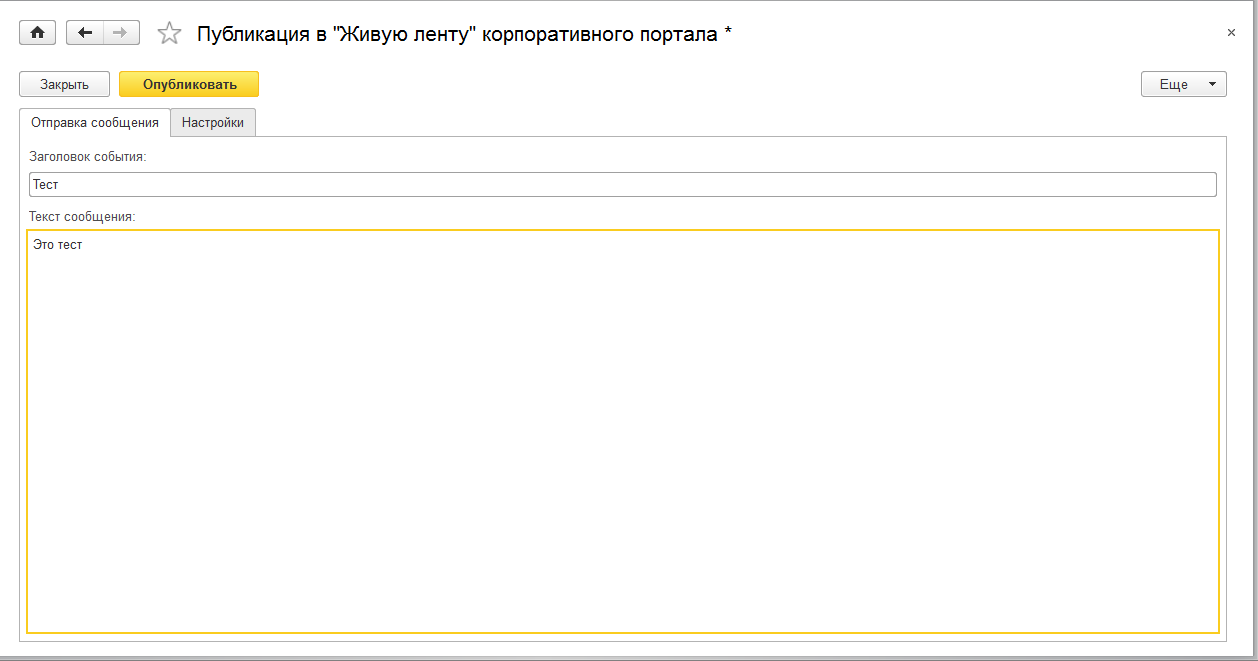 Публикация в "Живую ленту" корпоративного портала *
Закрыть
Опубликовать
Еще
Отправка сообщения
Настройки
Заголовок события:
Тест
Текст сообщения:
Это тест